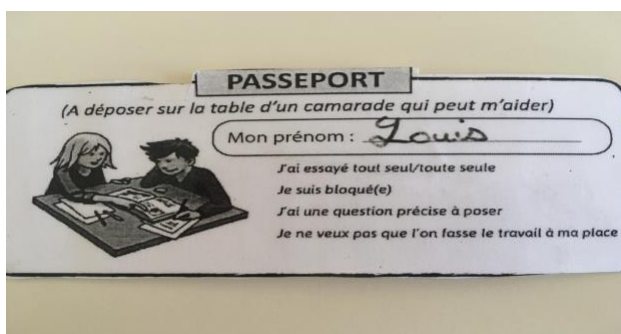 PASSEPORT
(A déposer sur la table d'un camarade qui peut m'aider)
Mon prénom : Louis
J'ai essayé tout seul/toute seule
Je suis bloqué(e)
J'ai une question précise à poser
Je ne veux pas que l'on fasse le travail à ma place